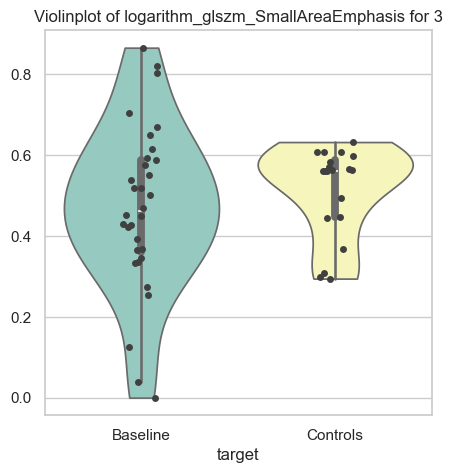 Violinplot of logarithm_glszm_SmallAreaEmphasis for 3
0.8
0.6
0.4
0.2
0.0
Baseline
Controls
target